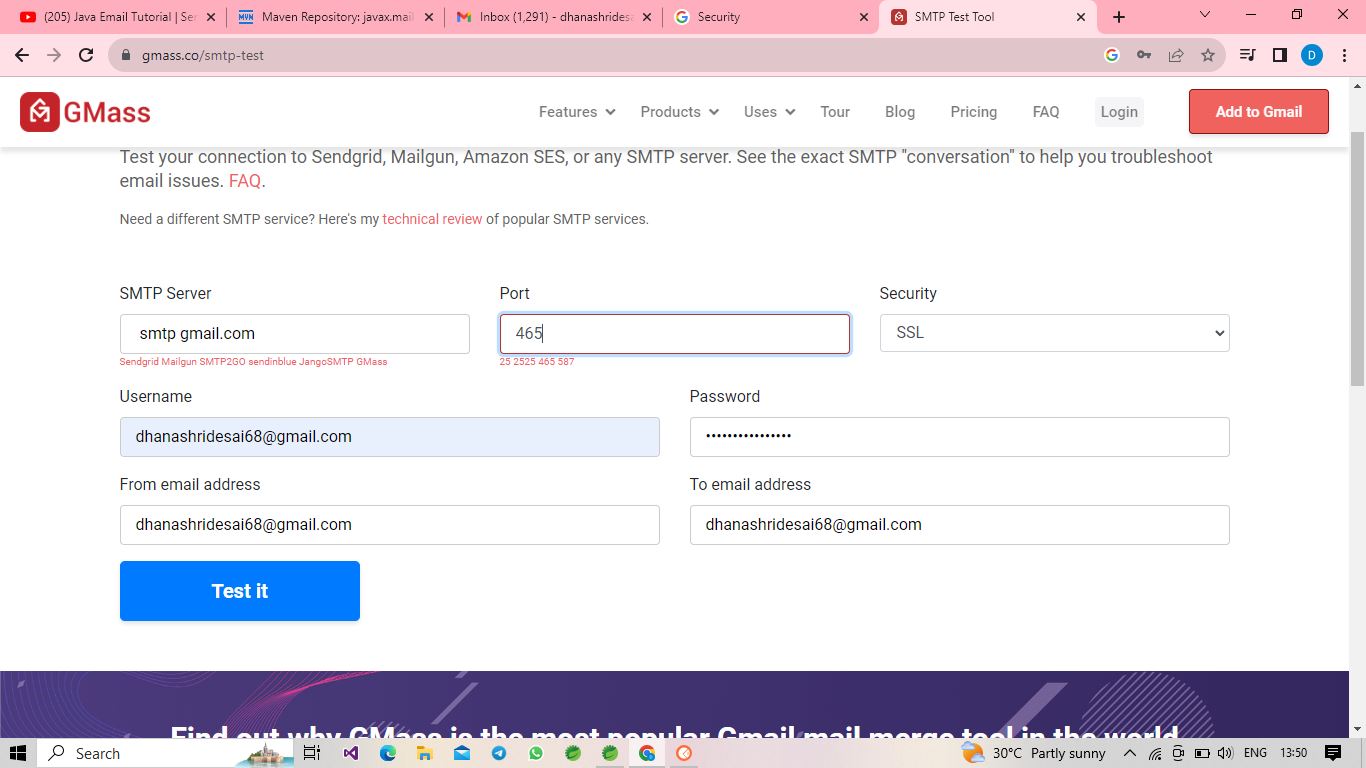 (205) Java Email Tutorial | Ser
Maven Repository: javax.mail
Inbox (1,291) - dhanashridesa
Security
SMTP Test Tool
gmass.co/smtp-test
D
GMass
Features
Products
Uses
Tour
Blog
Pricing
FAQ
Login
Add to Gmail
Test your connection to Sendgrid, Mailgun, Amazon SES, or any SMTP server. See the exact SMTP "conversation" to help you troubleshoot
email issues. FAQ.
Need a different SMTP service? Here's my technical review of popular SMTP services.
SMTP Server
Port
Security
smtp gmail.com
465
SSL
Sendgrid Mailgun SMTP2GO sendinblue JangoSMTP GMass
25 2525 465 587
Username
Password
dhanashridesai68@gmail.com
••••••••••••••••
From email address
To email address
dhanashridesai68@gmail.com
dhanashridesai68@gmail.com
Test it
Find out why GMass is the most popular Gmail mail merge tool in the world
Search
30°C Partly sunny
ENG
13:50